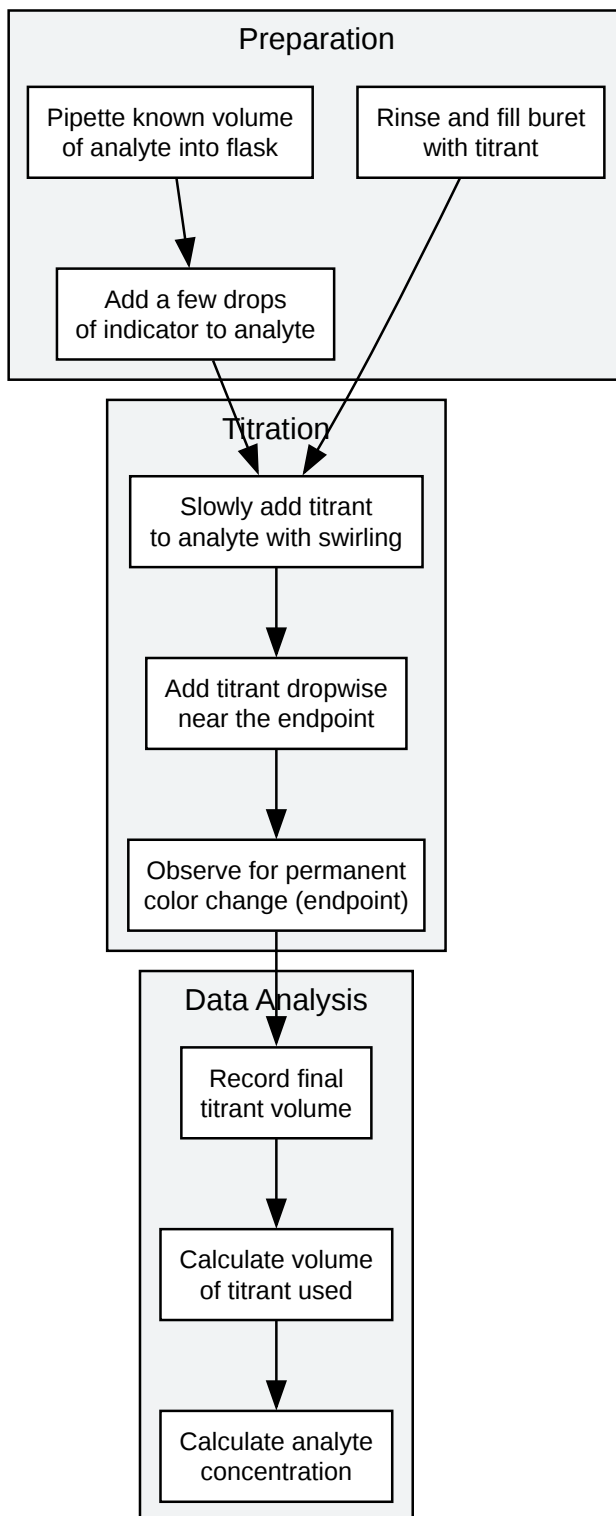 Preparation
Pipette known volume
of analyte into flask
Rinse and fill buret
with titrant
Add a few drops
of indicator to analyte
Titration
Slowly add titrant
to analyte with swirling
Add titrant dropwise
near the endpoint
Observe for permanent
color change (endpoint)
Data Analysis
Record final
titrant volume
Calculate volume
of titrant used
Calculate analyte
concentration